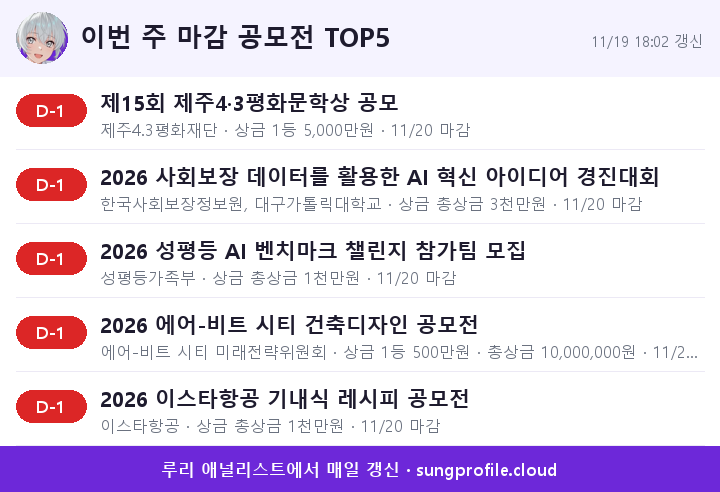 이번 주 마감 공모전 TOP5
11/19 18:02 갱신
D-1
제15회 제주4·3평화문학상 공모
제주4.3평화재단 · 상금 1등 5,000만원 · 11/20 마감
D-1
2026 사회보장 데이터를 활용한 AI 혁신 아이디어 경진대회
한국사회보장정보원, 대구가톨릭대학교 · 상금 총상금 3천만원 · 11/20 마감
D-1
2026 성평등 AI 벤치마크 챌린지 참가팀 모집
성평등가족부 · 상금 총상금 1천만원 · 11/20 마감
D-1
2026 에어-비트 시티 건축디자인 공모전
에어-비트 시티 미래전략위원회 · 상금 1등 500만원 · 총상금 10,000,000원 · 11/2...
D-1
2026 이스타항공 기내식 레시피 공모전
이스타항공 · 상금 총상금 1천만원 · 11/20 마감
루리 애널리스트에서 매일 갱신 · sungprofile.cloud